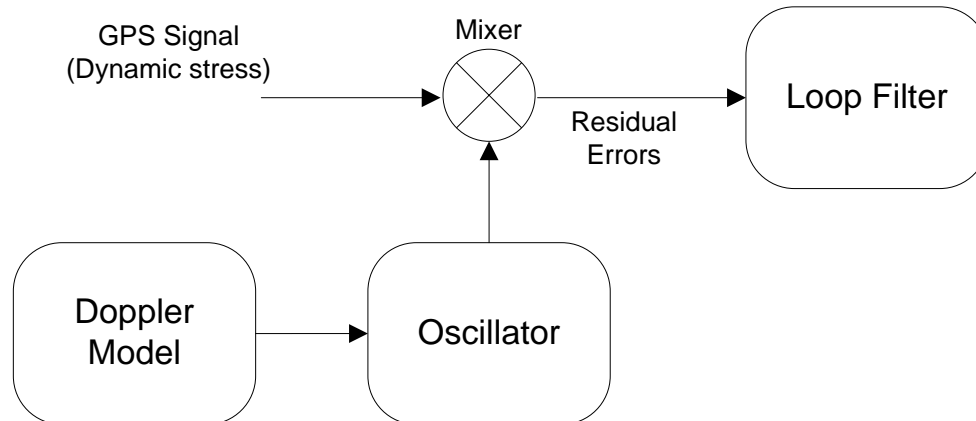 GPS Signal
(Dynamic stress)
Mixer
Loop Filter
Residual
Errors
Doppler
Model
Oscillator